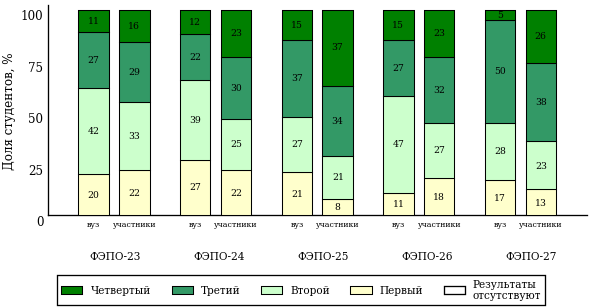 Доля студентов, %
100
75
50
25
0
11 16 12 23 15 37 15 23 5 26
27 29 22 30 37 34 27 32 50 38
42 33 39 25 27 21 47 27 28 23
20 22 27 22 21 8 11 18 17 13
вуз участники вуз участники вуз участники вуз участники вуз участники
ФЭПО-23 ФЭПО-24 ФЭПО-25 ФЭПО-26 ФЭПО-27
Четвертый Третий Второй Первый Результаты
отсутствуют